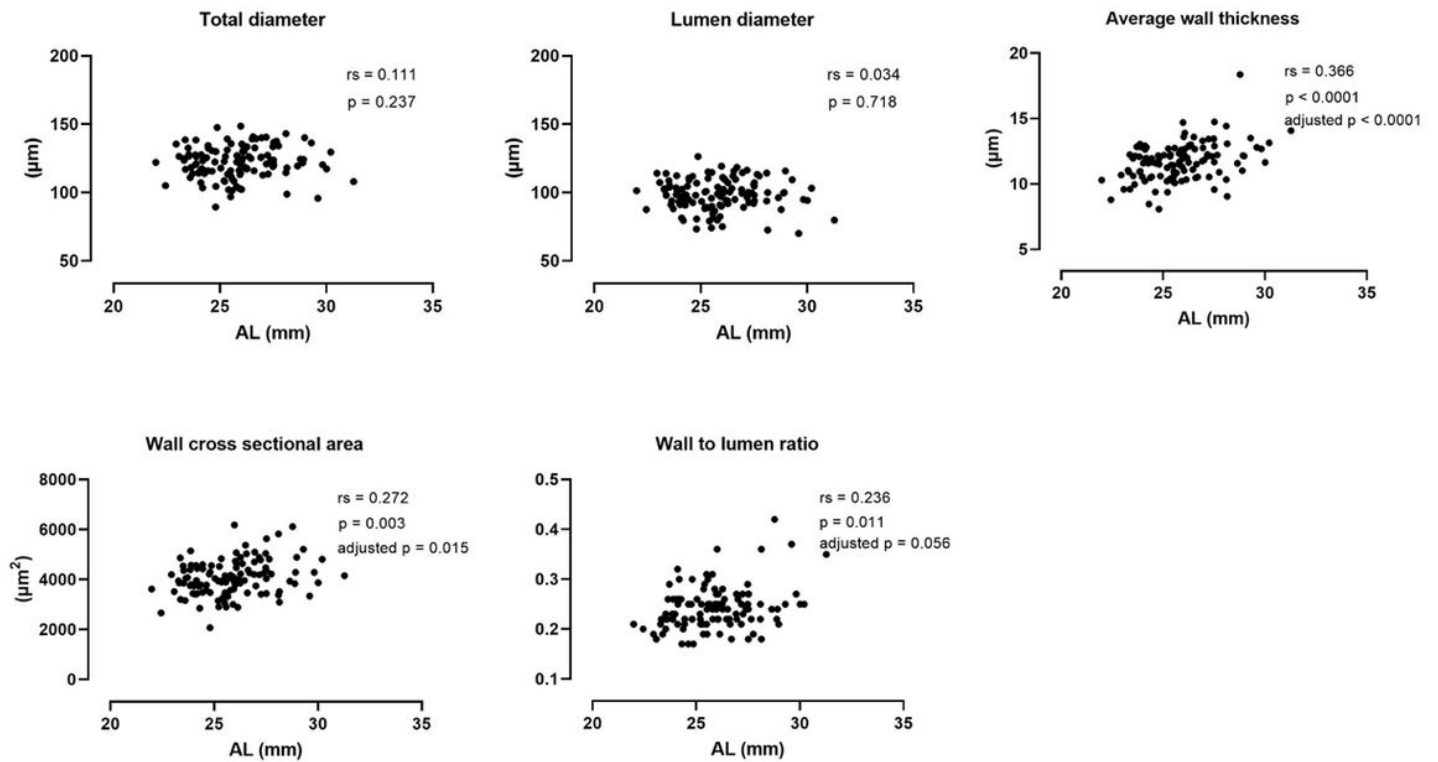 Total diameter
200
150
100
50
(µm)
rs = 0.111
p = 0.237
20 25 30 35
AL (mm)
Lumen diameter
200
150
100
50
(µm)
rs = 0.034
p = 0.718
20 25 30 35
AL (mm)
Average wall thickness
20
15
10
5
(µm)
rs = 0.366
p < 0.0001
adjusted p < 0.0001
20 25 30 35
AL (mm)
Wall cross sectional area
8000
6000
4000
2000
0
(µm²)
rs = 0.272
p = 0.003
adjusted p = 0.015
20 25 30 35
AL (mm)
Wall to lumen ratio
0.5
0.4
0.3
0.2
0.1
rs = 0.236
p = 0.011
adjusted p = 0.056
20 25 30 35
AL (mm)